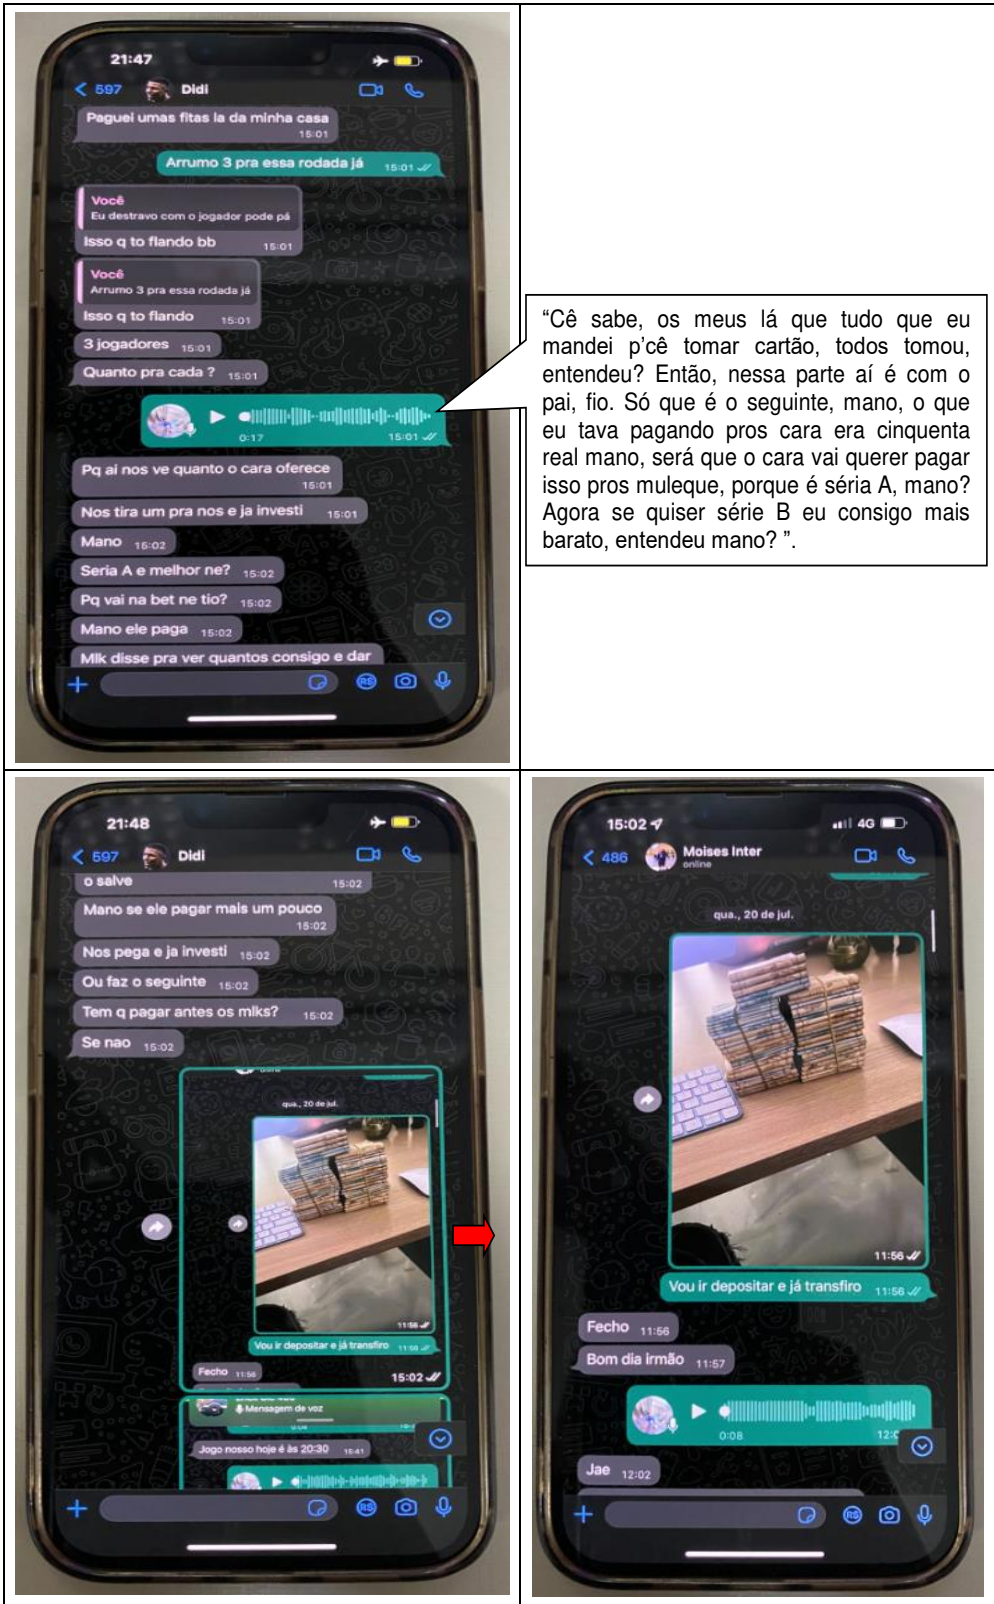 21:47
597 Didi
Paguei umas fitas la da minha casa
15:01
Arrumo 3 pra essa rodada já 15:01
Você
Eu destravo com o jogador pode pá
Isso q to flando bb 15:01
Você
Arrumo 3 pra essa rodada já
Isso q to flando 15:01
3 jogadores 15:01
Quanto pra cada ? 15:01
0:17 15:01
Pq ai nos ve quanto o cara oferece
15:01
Nos tira um pra nos e ja investi 15:01
Mano 15:02
Seria A e melhor ne? 15:02
Pq vai na bet ne tio? 15:02
Mano ele paga 15:02
Mlk disse pra ver quantos consigo e dar
“Cê sabe, os meus lá que tudo que eu
mandei p’cê tomar cartão, todos tomou,
entendeu? Então, nessa parte aí é com o
pai, fio. Só que é o seguinte, mano, o que
eu tava pagando pros cara era cinquenta
real mano, será que o cara vai querer pagar
isso pros muleque, porque é séria A, mano?
Agora se quiser série B eu consigo mais
barato, entendeu mano? ”.
21:48
597 Didi
o salve 15:02
Mano se ele pagar mais um pouco
15:02
Nos pega e ja investi 15:02
Ou faz o seguinte 15:02
Tem q pagar antes os mlks? 15:02
Se nao 15:02
qua., 20 de jul.
11:56
Vou ir depositar e já transfiro 11:56
Fecho 11:56
15:02
Mensagem de voz
Jogo nosso hoje é às 20:30 15:41
15:02 4G
486 Moises Inter
online
qua., 20 de jul.
11:56
Vou ir depositar e já transfiro 11:56
Fecho 11:56
Bom dia irmão 11:57
0:08
Jae 12:02